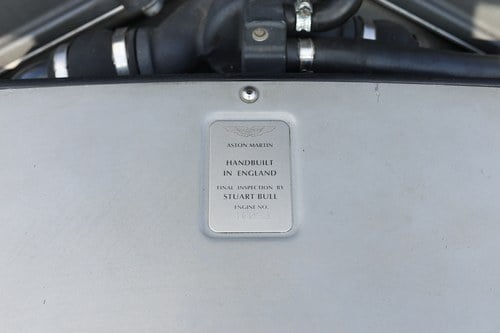 ASTON MARTIN
HANDBUILT
IN ENGLAND
FINAL INSPECTION BY
STUART BULL
ENGINE NO.